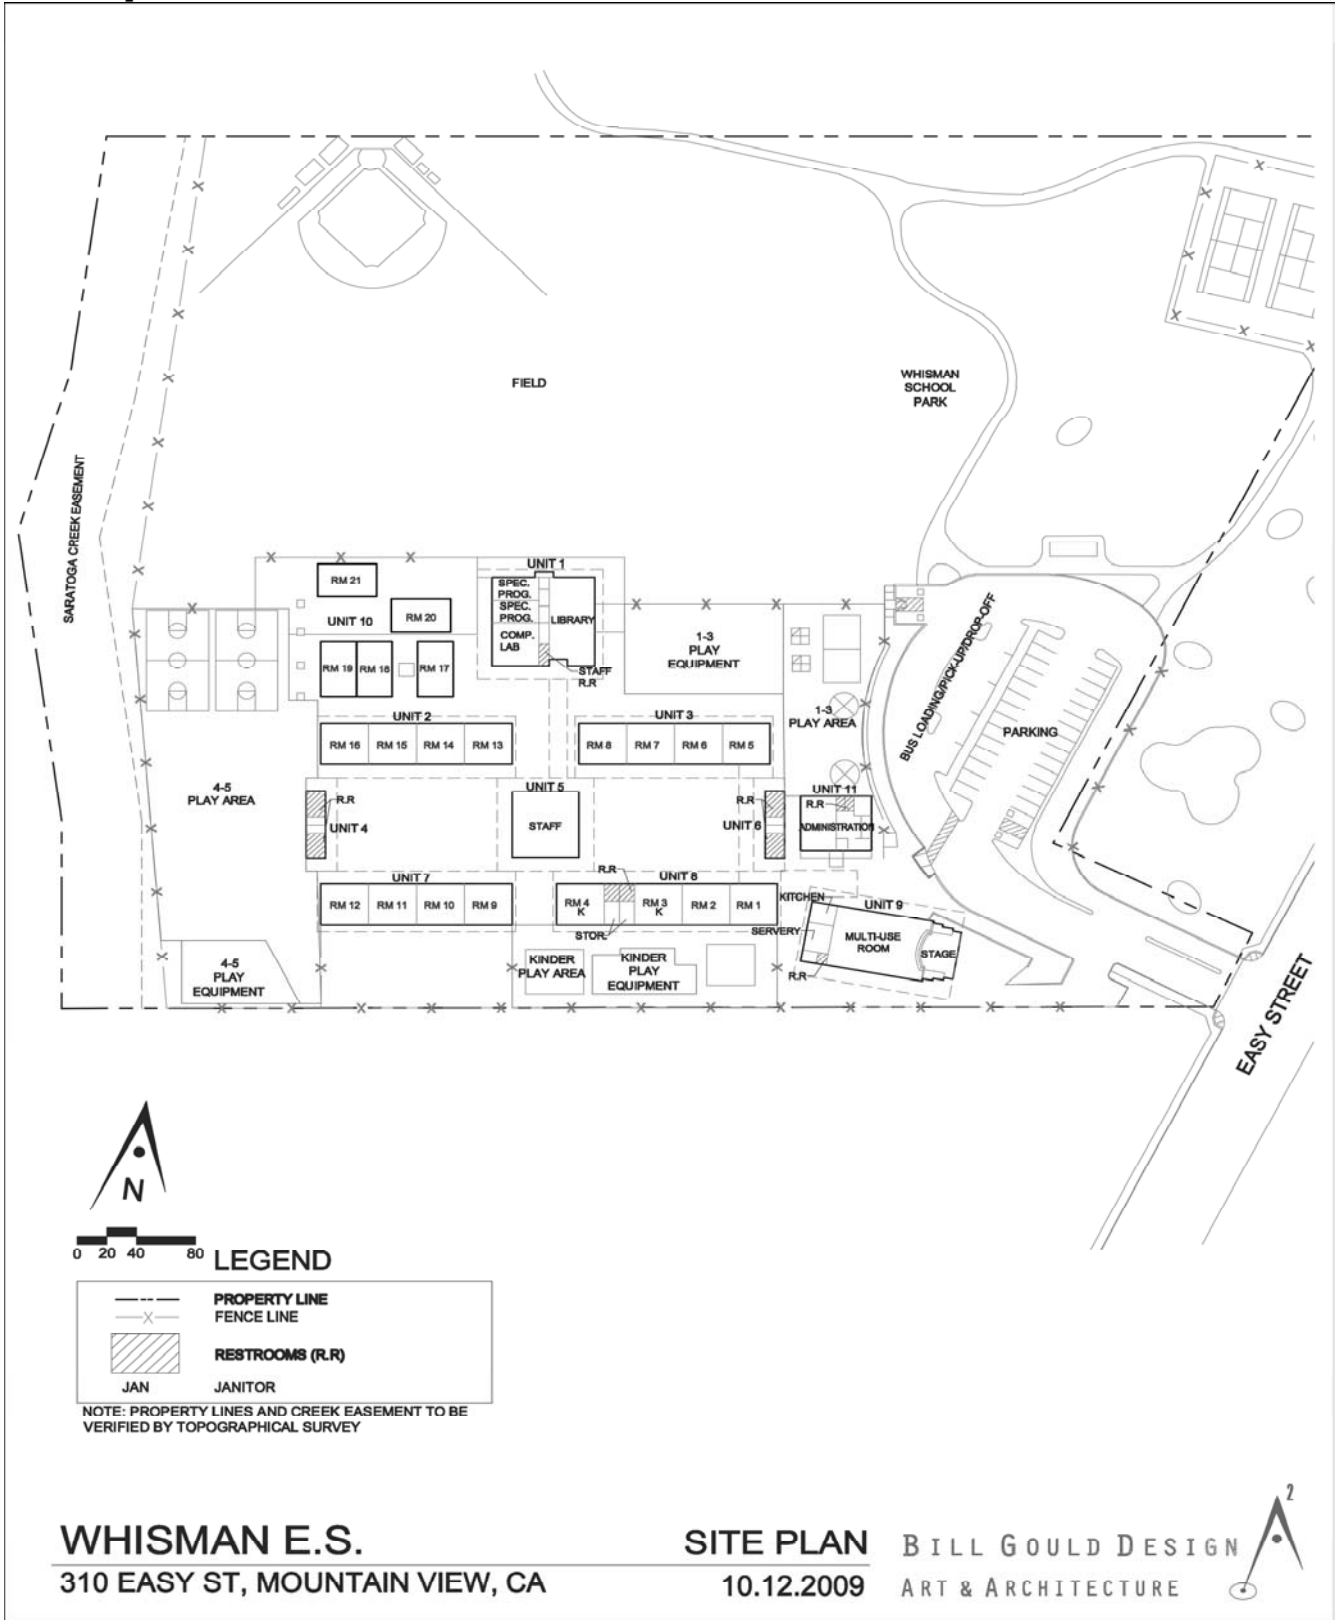 FIELD
WHISMAN
SCHOOL
PARK
SARATOGA CREEK EASEMENT
UNIT 1
SPEC.
PROG.
SPEC.
PROG.
COMP.
LAB
LIBRARY
STAFF
R.R
RM 21
RM 20
UNIT 10
RM 19
RM 18
RM 17
1-3
PLAY
EQUIPMENT
1-3
PLAY AREA
BUS LOADING/PICK-UP/DROP-OFF
PARKING
UNIT 2
RM 16
RM 15
RM 14
RM 13
UNIT 3
RM 8
RM 7
RM 6
RM 5
4-5
PLAY AREA
R.R
UNIT 4
UNIT 5
STAFF
R.R
UNIT 6
UNIT 11
R.R
ADMINISTRATION
UNIT 7
RM 12
RM 11
RM 10
RM 9
R.R
UNIT 8
RM 4
K
RM 3
K
RM 2
RM 1
STOR.
KITCHEN
UNIT 9
SERVERY
MULTI-USE
ROOM
STAGE
R.R
4-5
PLAY
EQUIPMENT
KINDER
PLAY AREA
KINDER
PLAY
EQUIPMENT
EASY STREET
N
0 20 40 80
LEGEND
PROPERTY LINE
X FENCE LINE
RESTROOMS (R.R)
JAN JANITOR
NOTE: PROPERTY LINES AND CREEK EASEMENT TO BE
VERIFIED BY TOPOGRAPHICAL SURVEY
WHISMAN E.S.
310 EASY ST, MOUNTAIN VIEW, CA
SITE PLAN
10.12.2009
BILL GOULD DESIGN
ART & ARCHITECTURE
2